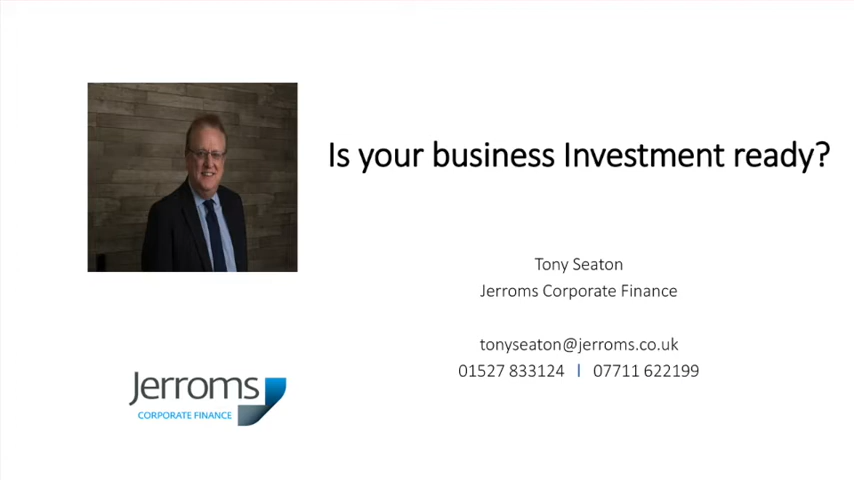 Is your business Investment ready?
Tony Seaton
Jerroms Corporate Finance
tonyseaton@jerroms.co.uk
01527 833124 | 07711 622199
Jerroms
CORPORATE FINANCE